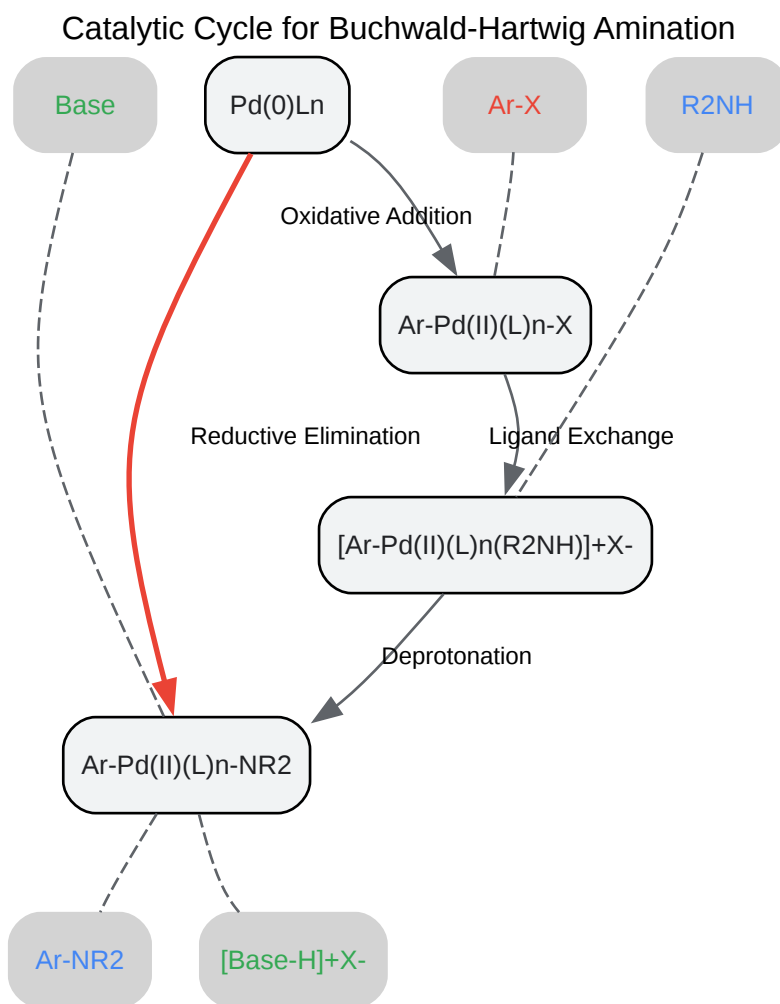 Catalytic Cycle for Buchwald-Hartwig Amination
Base
Pd(0)Ln
Ar-X
R2NH
Oxidative Addition
Ar-Pd(II)(L)n-X
Reductive Elimination
Ligand Exchange
[Ar-Pd(II)(L)n(R2NH)]+X-
Deprotonation
Ar-Pd(II)(L)n-NR2
Ar-NR2
[Base-H]+X-